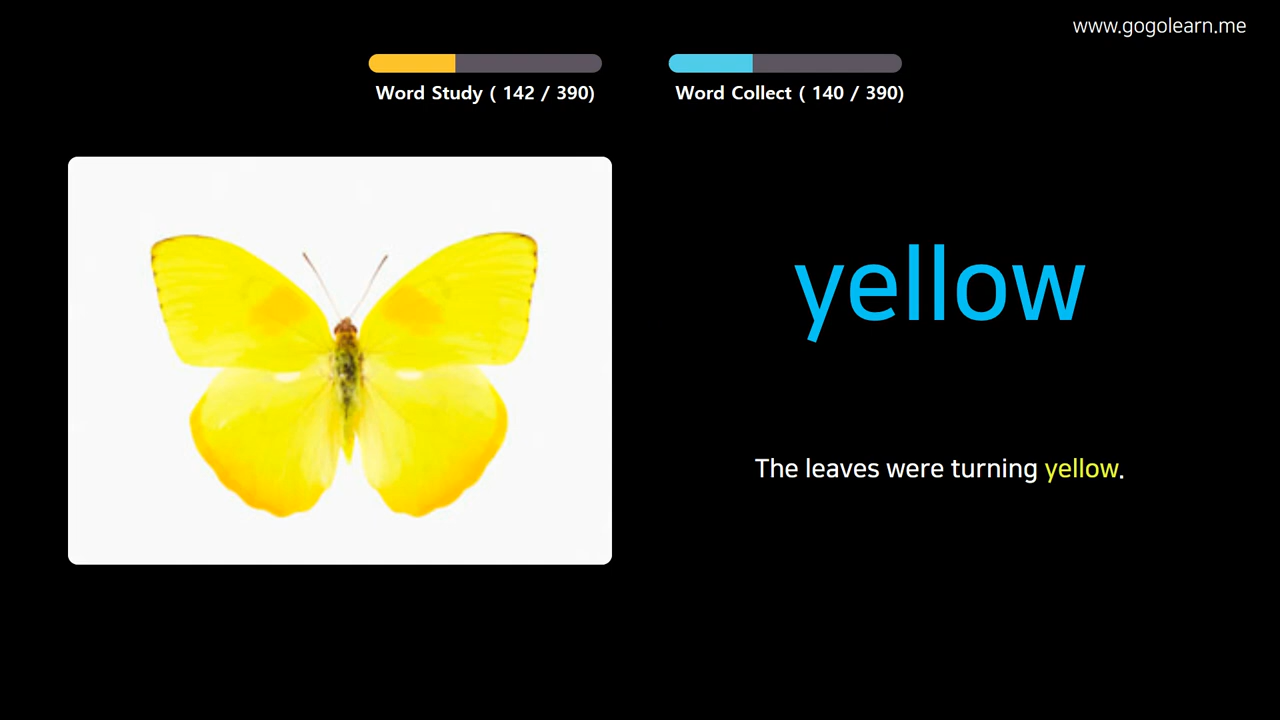 www.gogolearn.me
Word Study ( 142 / 390)
Word Collect ( 140 / 390)
yellow
The leaves were turning yellow.